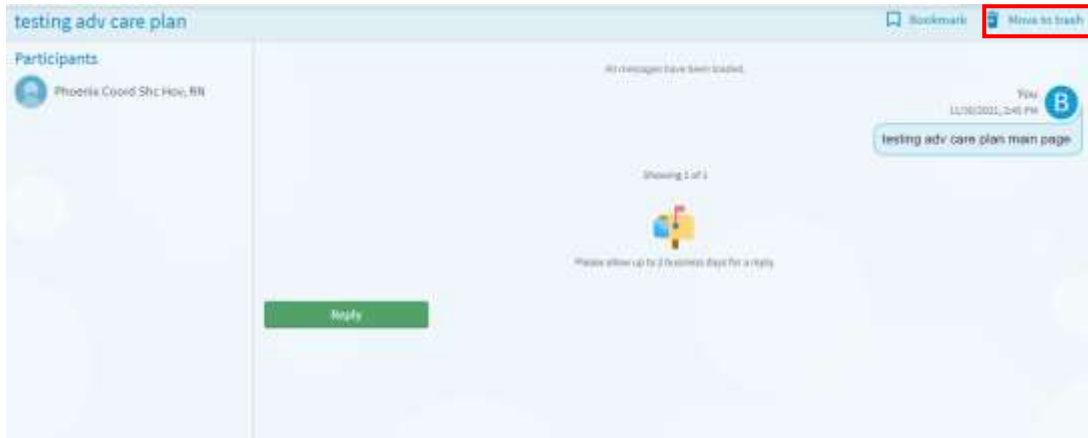 testing adv care plan
Bookmark
Move to trash
Participants
Phoenix Coord Shc Hov, RN
All messages have been loaded.
You
B
testing adv care plan main page
Showing 1 of 1
Please allow up to 2 business days for a reply
Reply